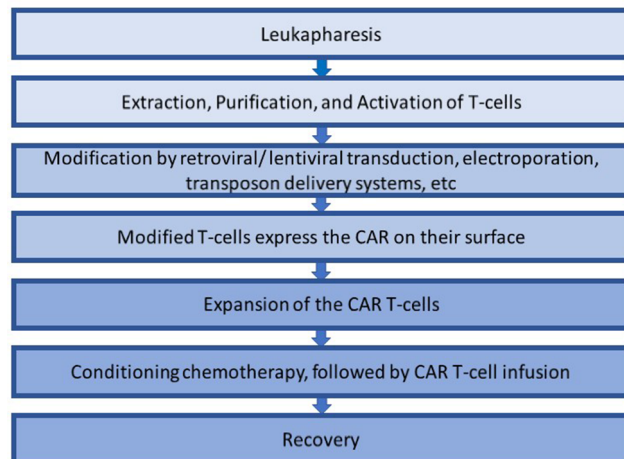 Leukapharesis
Extraction, Purification, and Activation of T-cells
Modification by retroviral/ lentiviral transduction, electroporation,
transposon delivery systems, etc
Modified T-cells express the CAR on their surface
Expansion of the CAR T-cells
Conditioning chemotherapy, followed by CAR T-cell infusion
Recovery